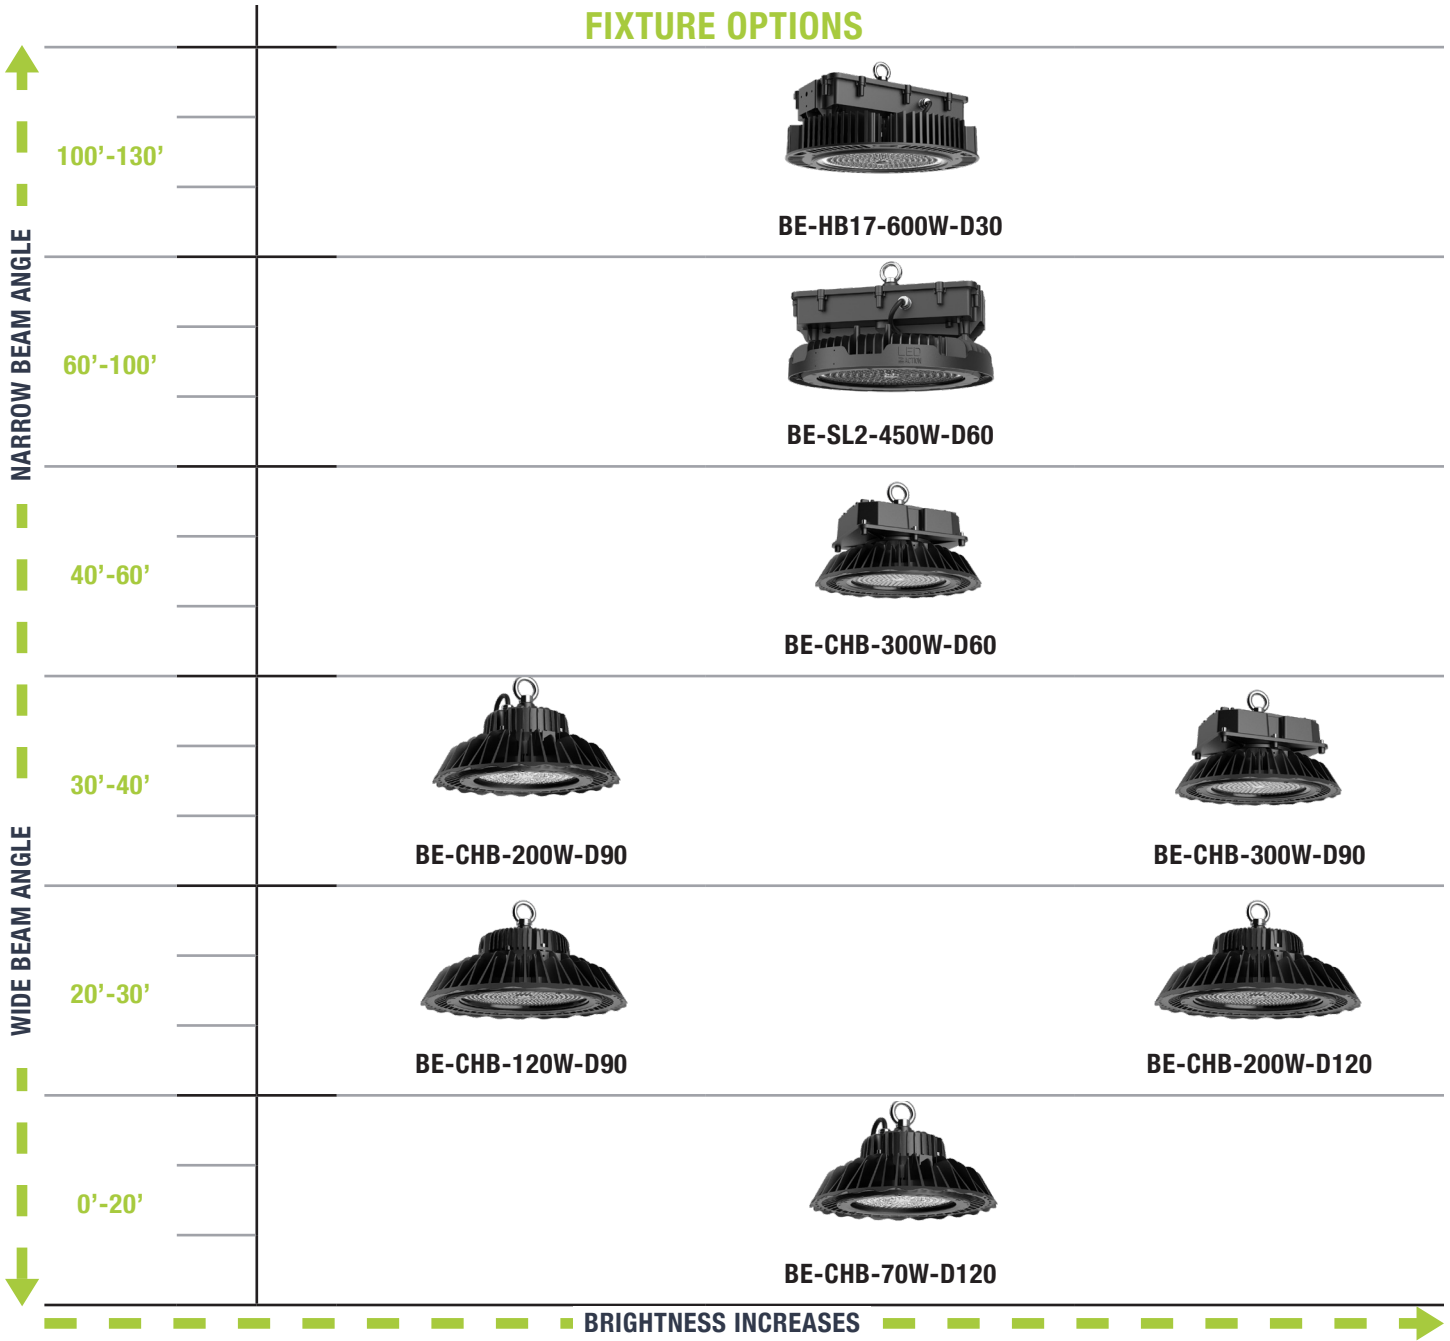 FIXTURE OPTIONS
100’-130’
BE-HB17-600W-D30
NARROW BEAM ANGLE
60’-100’
BE-SL2-450W-D60
40’-60’
BE-CHB-300W-D60
30’-40’
BE-CHB-200W-D90
BE-CHB-300W-D90
WIDE BEAM ANGLE
20’-30’
BE-CHB-120W-D90
BE-CHB-200W-D120
0’-20’
BE-CHB-70W-D120
BRIGHTNESS INCREASES
LED